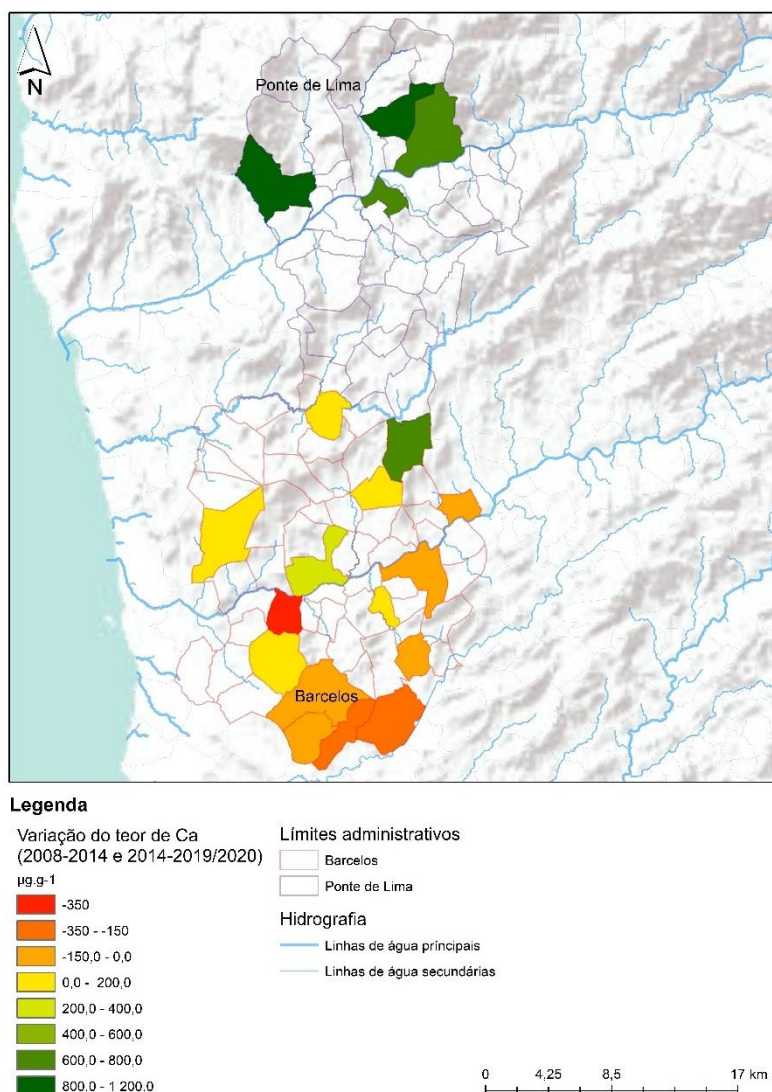 N
Ponte de Lima
Barcelos
Legenda
Variação do teor de Ca
(2008-2014 e 2014-2019/2020)
µg.g-1
-350
-350 - -150
-150,0 - 0,0
0,0 - 200,0
200,0 - 400,0
400,0 - 600,0
600,0 - 800,0
800,0 - 1 200,0
Límites administrativos
Barcelos
Ponte de Lima
Hidrografia
Linhas de água príncipais
Linhas de água secundárias
0 4,25 8,5 17 km